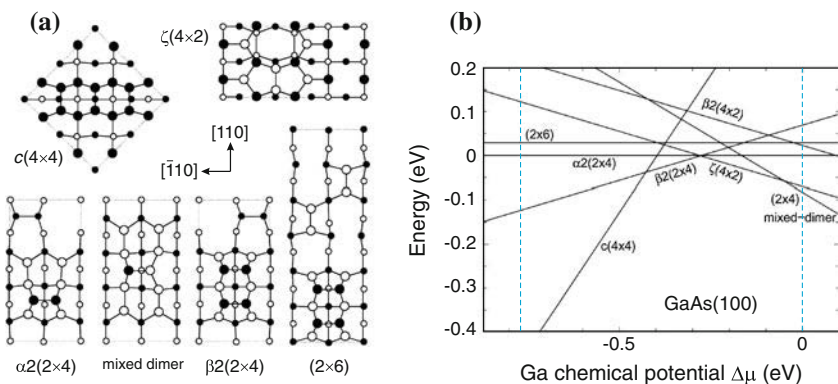 (a)
ζ(4×2)
c(4×4)
[110]
[1̄10]
α2(2×4)
mixed dimer
β2(2×4)
(2×6)
(b)
0.2
0.1
0
-0.1
-0.2
-0.3
-0.4
Energy (eV)
β2(4x2)
(2x6)
α2(2x4)
β2(2x4)
ζ(4x2)
(2x4)
mixed-dimer
c(4x4)
GaAs(100)
-0.5
0
Ga chemical potential Δμ (eV)